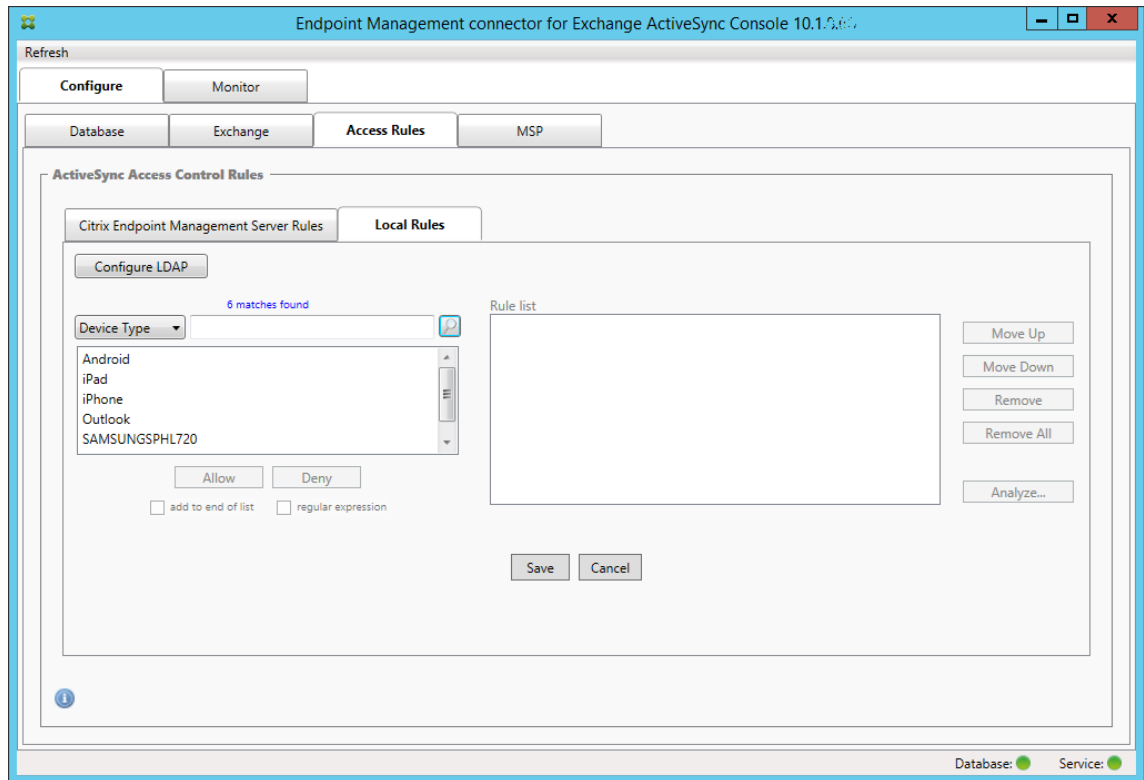 Endpoint Management connector for Exchange ActiveSync Console
Refresh
Configure Monitor
Database Exchange Access Rules MSP
ActiveSync Access Control Rules
Citrix Endpoint Management Server Rules Local Rules
Configure LDAP
6 matches found
Rule list
Device Type
Android
iPad
iPhone
Outlook
SAMSUNGSPHL720
Allow Deny
add to end of list regular expression
Move Up
Move Down
Remove
Remove All
Analyze...
Save Cancel
Database: Service: